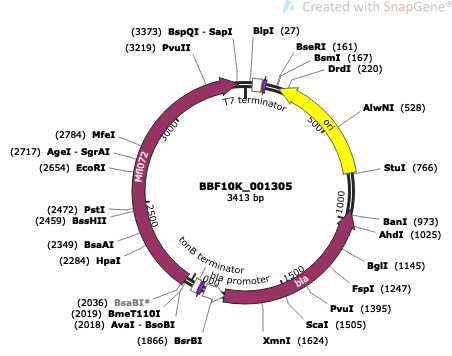 Created with SnapGene®
(3373) BspQI - SapI
BlpI (27)
(3219) PvuII
BseRI (161)
BsmI (167)
DrdI (220)
T7 terminator
ori
500
AlwNI (528)
3000
(2784) MfeI
(2717) AgeI - SgrAI
(2654) EcoRI
Mfl072
StuI (766)
BBF10K_001305
3413 bp
(2472) PstI
(2459) BssHII
2500
1000
BanI (973)
AhdI (1025)
(2349) BsaAI
(2284) HpaI
tonB terminator
bla promoter
1500
bla
BglI (1145)
FspI (1247)
(2036) BsaBI*
(2019) BmeT110I
(2018) AvaI - BsoBI
PvuI (1395)
ScaI (1505)
(1866) BsrBI
XmnI (1624)